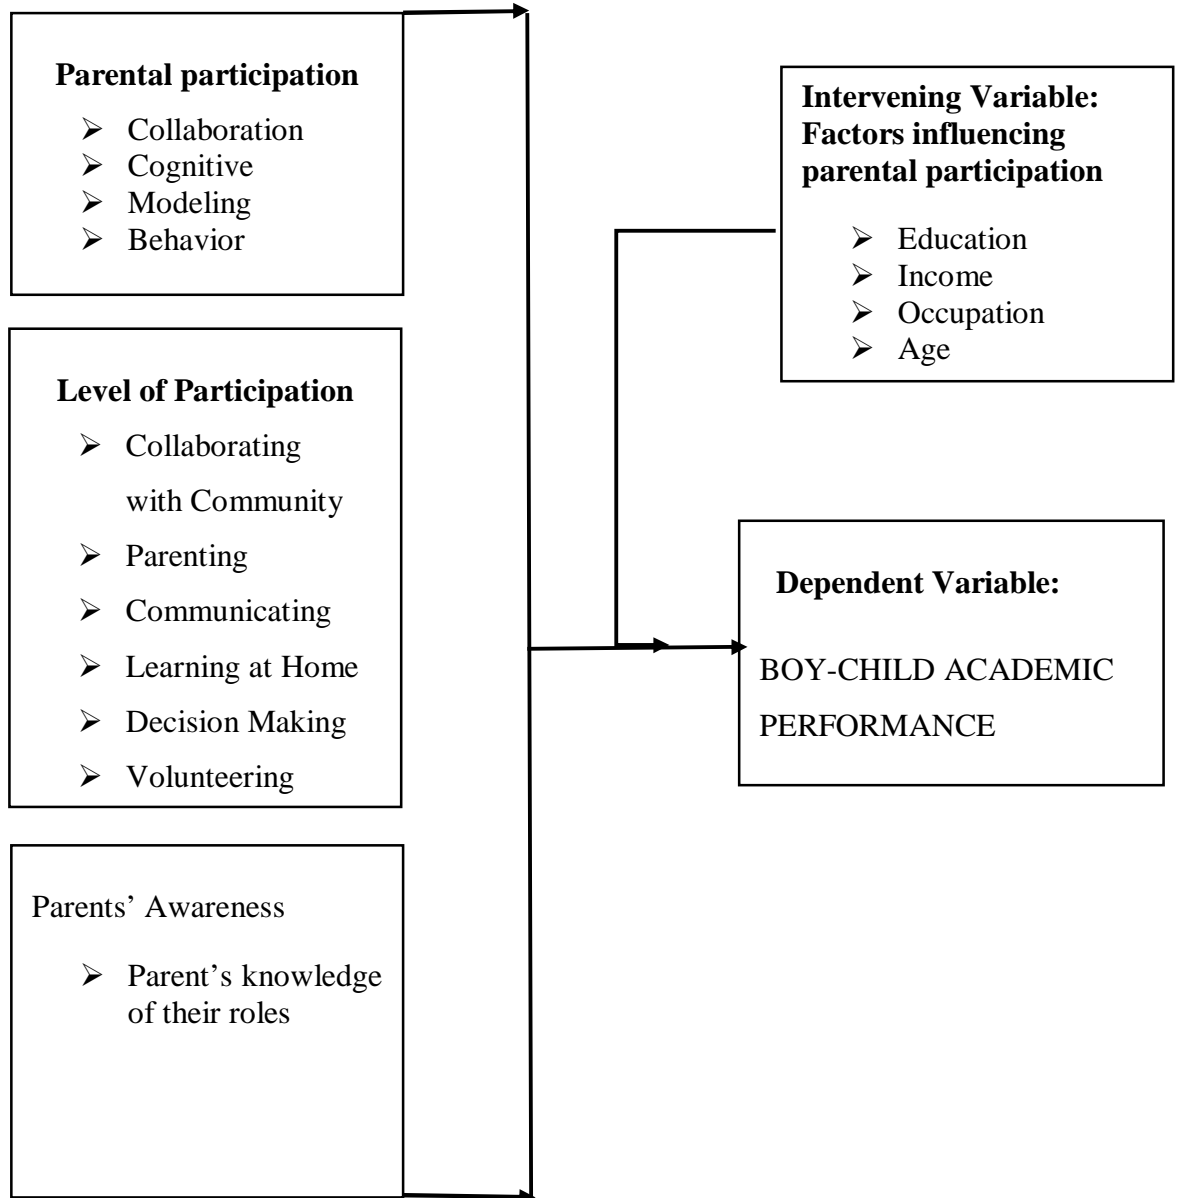 Parental participation
➢ Collaboration
➢ Cognitive
➢ Modeling
➢ Behavior
Level of Participation
➢ Collaborating
with Community
➢ Parenting
➢ Communicating
➢ Learning at Home
➢ Decision Making
➢ Volunteering
Parents’ Awareness
➢ Parent’s knowledge
of their roles
Intervening Variable:
Factors influencing
parental participation
➢ Education
➢ Income
➢ Occupation
➢ Age
Dependent Variable:
BOY-CHILD ACADEMIC
PERFORMANCE